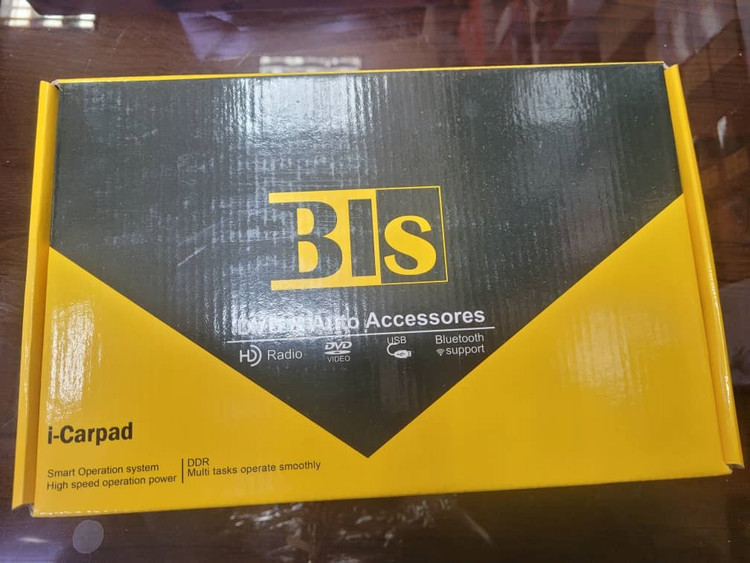 BIs
Auto Accessores
HD Radio
DVD
VIDEO
USB
Bluetooth
support
i-Carpad
Smart Operation system
High speed operation power
DDR
Multi tasks operate smoothly